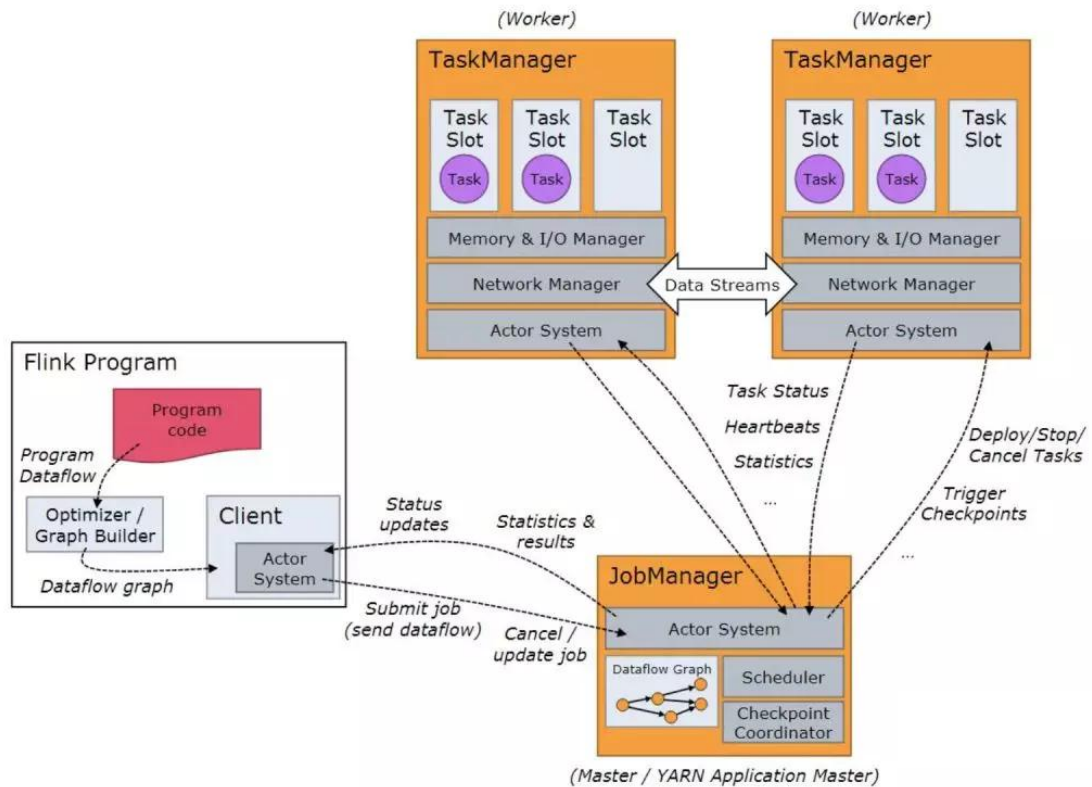 (Worker)
TaskManager
Task
Slot
Task
Task
Slot
Task
Task
Slot
Memory & I/O Manager
Network Manager
Actor System
(Worker)
TaskManager
Task
Slot
Task
Task
Slot
Task
Task
Slot
Memory & I/O Manager
Network Manager
Actor System
Data Streams
Flink Program
Program
code
Program
Dataflow
Optimizer /
Graph Builder
Dataflow graph
Client
Actor
System
Status
updates
Statistics &
results
Submit job
(send dataflow)
Cancel /
update job
Task Status
Heartbeats
Statistics
...
Deploy/Stop/
Cancel Tasks
Trigger
Checkpoints
...
JobManager
Actor System
Dataflow Graph
Scheduler
Checkpoint
Coordinator
(Master / YARN Application Master)